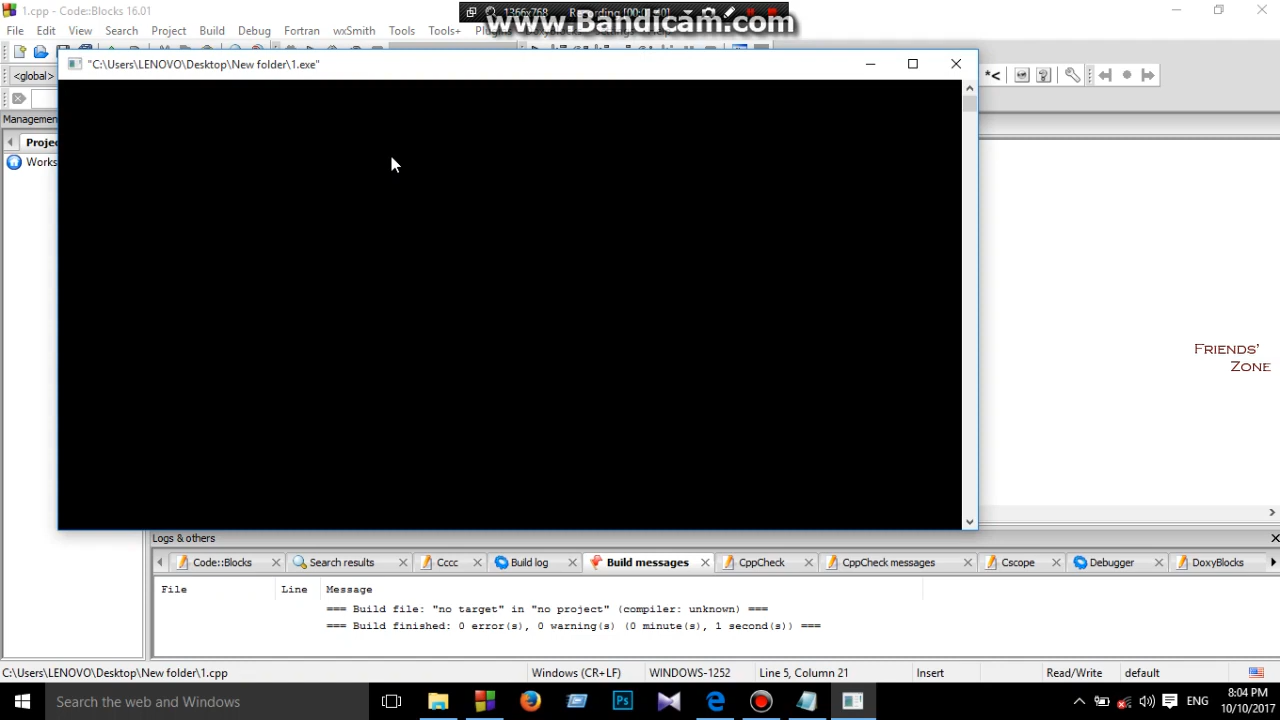 1.cpp - Code::Blocks 16.01
1366x768
www.Bandicam.com
File Edit View Search Project Build Debug Fortran wxSmith Tools Tools+
"C:\Users\LENOVO\Desktop\New folder\1.exe"
<global>
*<
Management
Projec
Works
FRIENDS'
ZONE
Logs & others
Code::Blocks Search results Cccc Build log Build messages CppCheck CppCheck messages Cscope Debugger DoxyBlocks
File Line Message
=== Build file: "no target" in "no project" (compiler: unknown) ===
=== Build finished: 0 error(s), 0 warning(s) (0 minute(s), 1 second(s)) ===
C:\Users\LENOVO\Desktop\New folder\1.cpp Windows (CR+LF) WINDOWS-1252 Line 5, Column 21 Insert Read/Write default
Search the web and Windows
ENG
8:04 PM
10/10/2017